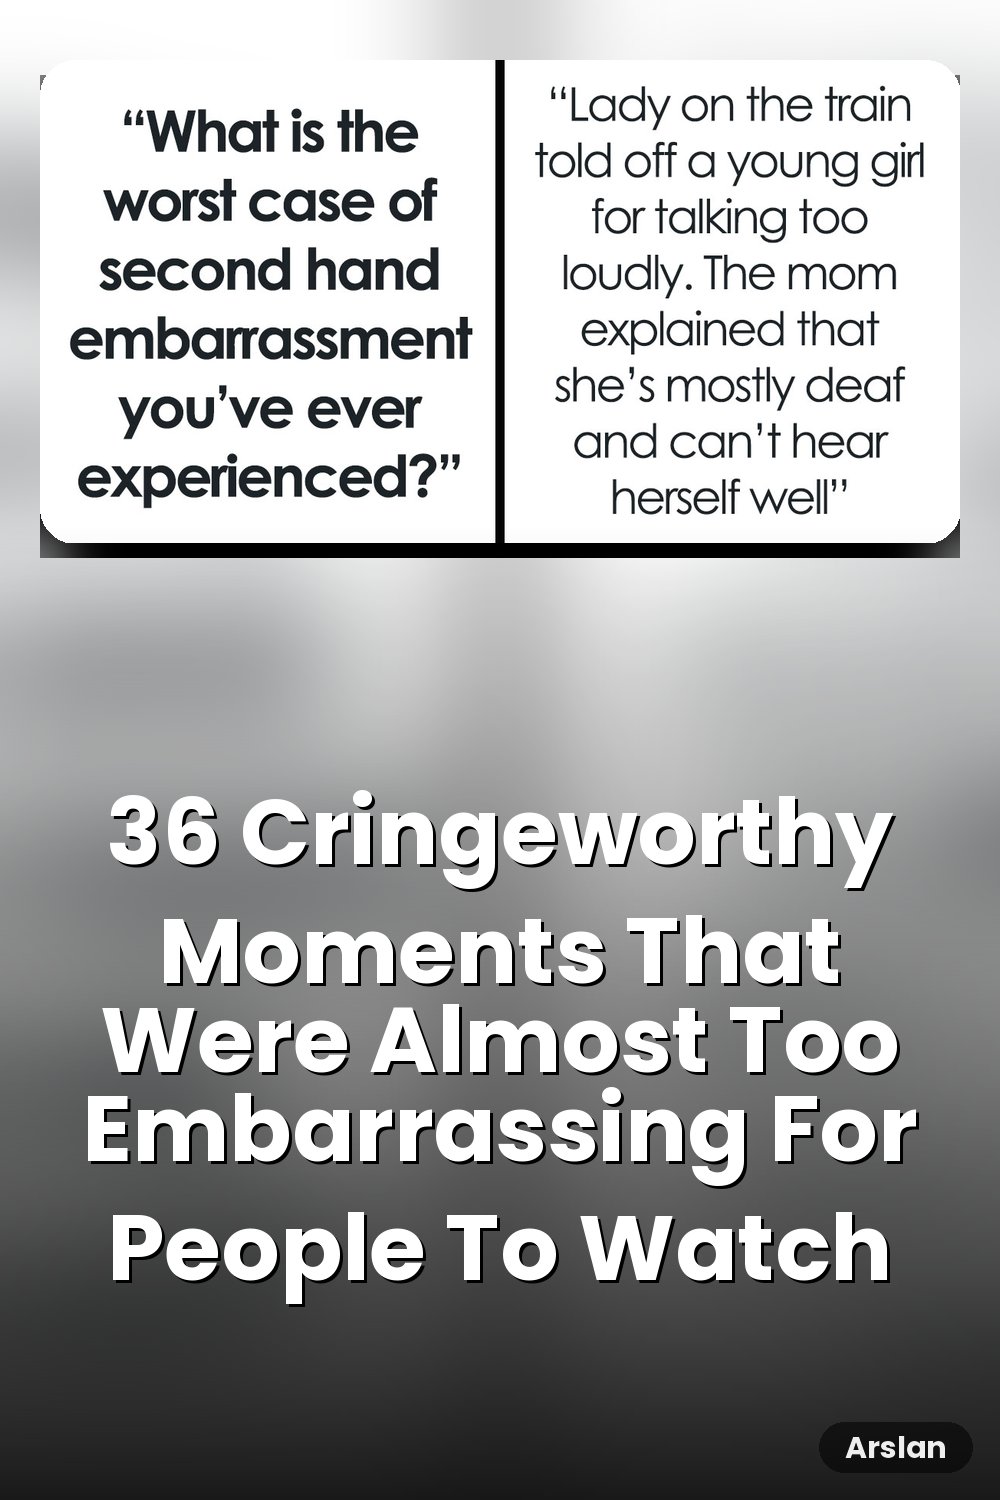 “What is the
worst case of
second hand
embarrassment
you’ve ever
experienced?”
“Lady on the train
told off a young girl
for talking too
loudly. The mom
explained that
she’s mostly deaf
and can’t hear
herself well”
36 Cringeworthy
Moments That
Were Almost Too
Embarrassing For
People To Watch
Arslan